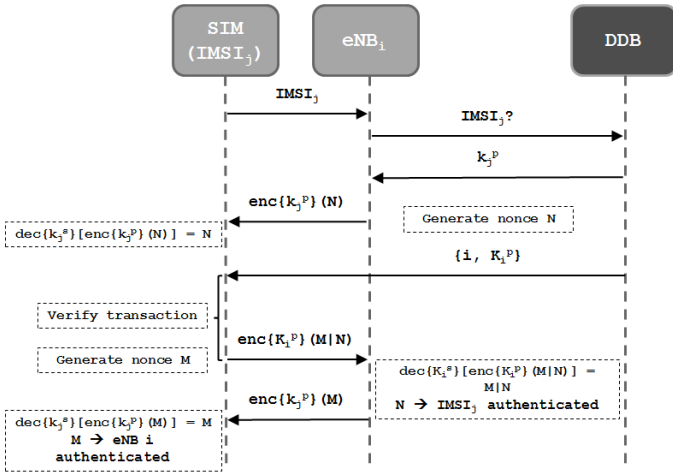 SIM
(IMSIⱼ)
eNBᵢ
DDB
IMSIⱼ
IMSIⱼ?
kⱼᵖ
enc{kⱼᵖ}(N)
Generate nonce N
dec{kⱼˢ}[enc{kⱼᵖ}(N)] = N
{i, Kᵢᵖ}
Verify transaction
enc{Kᵢᵖ}(M|N)
Generate nonce M
dec{Kᵢˢ}[enc{Kᵢᵖ}(M|N)] =
M|N
N → IMSIⱼ authenticated
enc{kⱼᵖ}(M)
dec{kⱼˢ}[enc{kⱼᵖ}(M)] = M
M → eNB i
authenticated